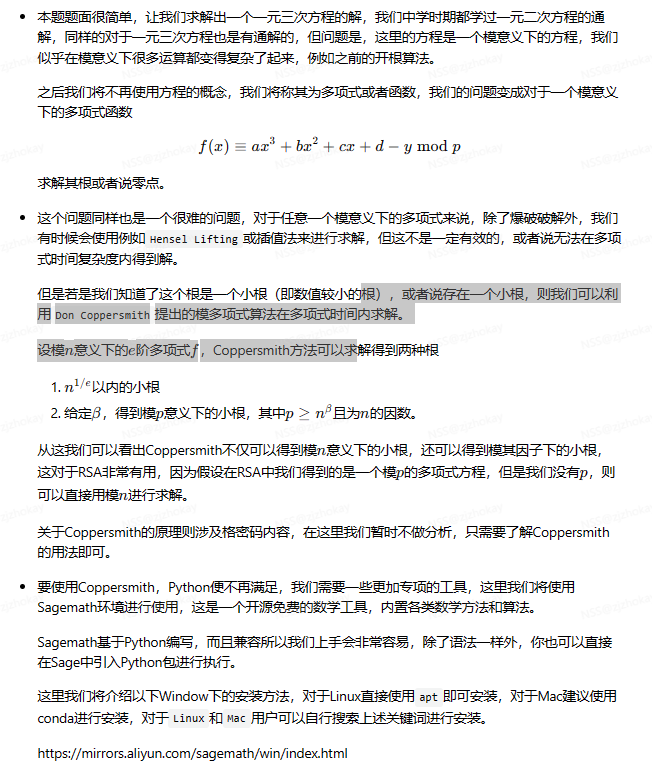 本题题面很简单，让我们求解出一个一元三次方程的解，我们中学时期都学过一元二次方程的通
解，同样的对于一元三次方程也是有通解的，但问题是，这里的方程是一个模意义下的方程，我们
似乎在模意义下很多运算都变得复杂了起来，例如之前的开根算法。
之后我们将不再使用方程的概念，我们将称其为多项式或者函数，我们的问题变成对于一个模意义
下的多项式函数
f(x) ≡ ax³ + bx² + cx + d − y mod p
求解其根或者说零点。
这个问题同样也是一个很难的问题，对于任意一个模意义下的多项式来说，除了爆破破解外，我们
有时候会使用例如 Hensel Lifting 或插值法来进行求解，但这不是一定有效的，或者说无法在多项
式时间复杂度内得到解。
但是若是我们知道了这个根是一个小根（即数值较小的根），或者说存在一个小根，则我们可以利
用 Don Coppersmith 提出的模多项式算法在多项式时间内求解。
设模n意义下的e阶多项式f，Coppersmith方法可以求解得到两种根
1. n^{1/e}以内的小根
2. 给定β，得到模p意义下的小根，其中p ≥ n^β且为n的因数。
从这我们可以看出Coppersmith不仅可以得到模n意义下的小根，还可以得到模其因子下的小根，
这对于RSA非常有用，因为假设在RSA中我们得到的是一个模p的多项式方程，但是我们没有p，则
可以直接用模n进行求解。
关于Coppersmith的原理则涉及格密码内容，在这里我们暂时不做分析，只需要了解Coppersmith
的用法即可。
要使用Coppersmith，Python便不再满足，我们需要一些更加专项的工具，这里我们将使用
Sagemath环境进行使用，这是一个开源免费的数学工具，内置各类数学方法和算法。
Sagemath基于Python编写，而且兼容所以我们上手会非常容易，除了语法一样外，你也可以直接
在Sage中引入Python包进行执行。
这里我们将介绍以下Window下的安装方法，对于Linux直接使用 apt 即可安装，对于Mac建议使用
conda进行安装，对于 Linux 和 Mac 用户可以自行搜索上述关键词进行安装。
https://mirrors.aliyun.com/sagemath/win/index.html